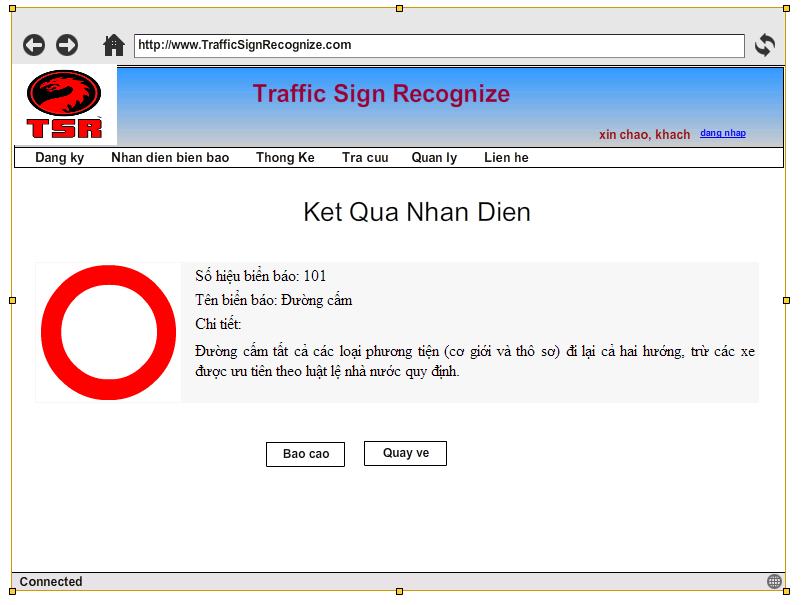 http://www.TrafficSignRecognize.com
TSR
Traffic Sign Recognize
xin chao, khach dang nhap
Dang ky Nhan dien bien bao Thong Ke Tra cuu Quan ly Lien he
Ket Qua Nhan Dien
Số hiệu biển báo: 101
Tên biển báo: Đường cấm
Chi tiết:
Đường cấm tất cả các loại phương tiện (cơ giới và thô sơ) đi lại cả hai hướng, trừ các xe
được ưu tiên theo luật lệ nhà nước quy định.
Bao cao Quay ve
Connected